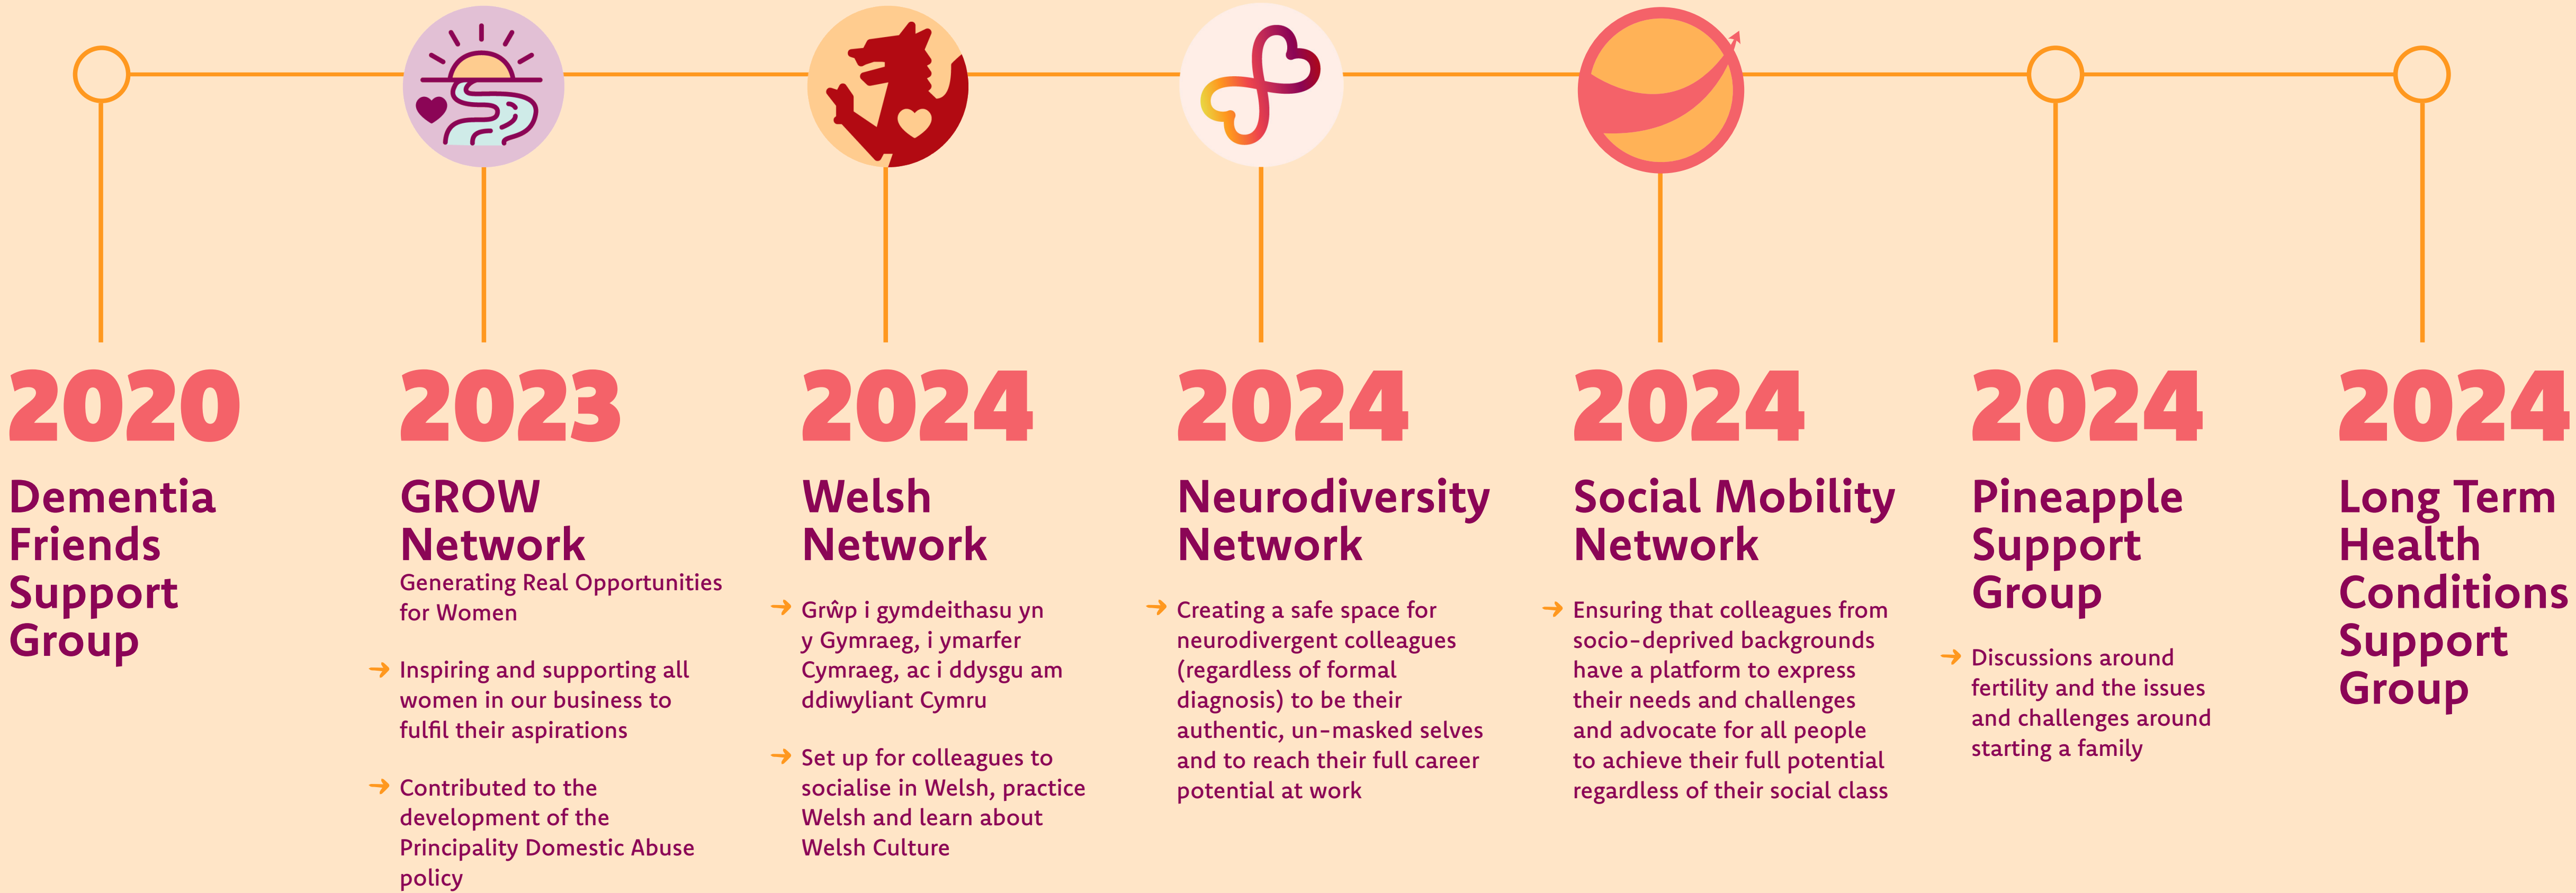 2020
Dementia
Friends
Support
Group
2023
GROW
Network
Generating Real Opportunities
for Women
Inspiring and supporting all
women in our business to
fulfil their aspirations
Contributed to the
development of the
Principality Domestic Abuse
policy
2024
Welsh
Network
Grŵp i gymdeithasu yn
y Gymraeg, i ymarfer
Cymraeg, ac i ddysgu am
ddiwyliant Cymru
Set up for colleagues to
socialise in Welsh, practice
Welsh and learn about
Welsh Culture
2024
Neurodiversity
Network
Creating a safe space for
neurodivergent colleagues
(regardless of formal
diagnosis) to be their
authentic, un-masked selves
and to reach their full career
potential at work
2024
Social Mobility
Network
Ensuring that colleagues from
socio-deprived backgrounds
have a platform to express
their needs and challenges
and advocate for all people
to achieve their full potential
regardless of their social class
2024
Pineapple
Support
Group
Discussions around
fertility and the issues
and challenges around
starting a family
2024
Long Term
Health
Conditions
Support
Group